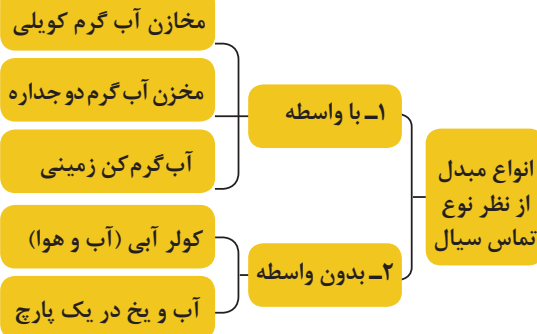 انواع مبدل
از نظر نوع
تماس سیال
۱ـ با واسطه
مخازن آب گرم کویلی
مخزن آب گرم دو جداره
آب گرم کن زمینی
۲ـ بدون واسطه
کولر آبی (آب و هوا)
آب و یخ در یک پارچ